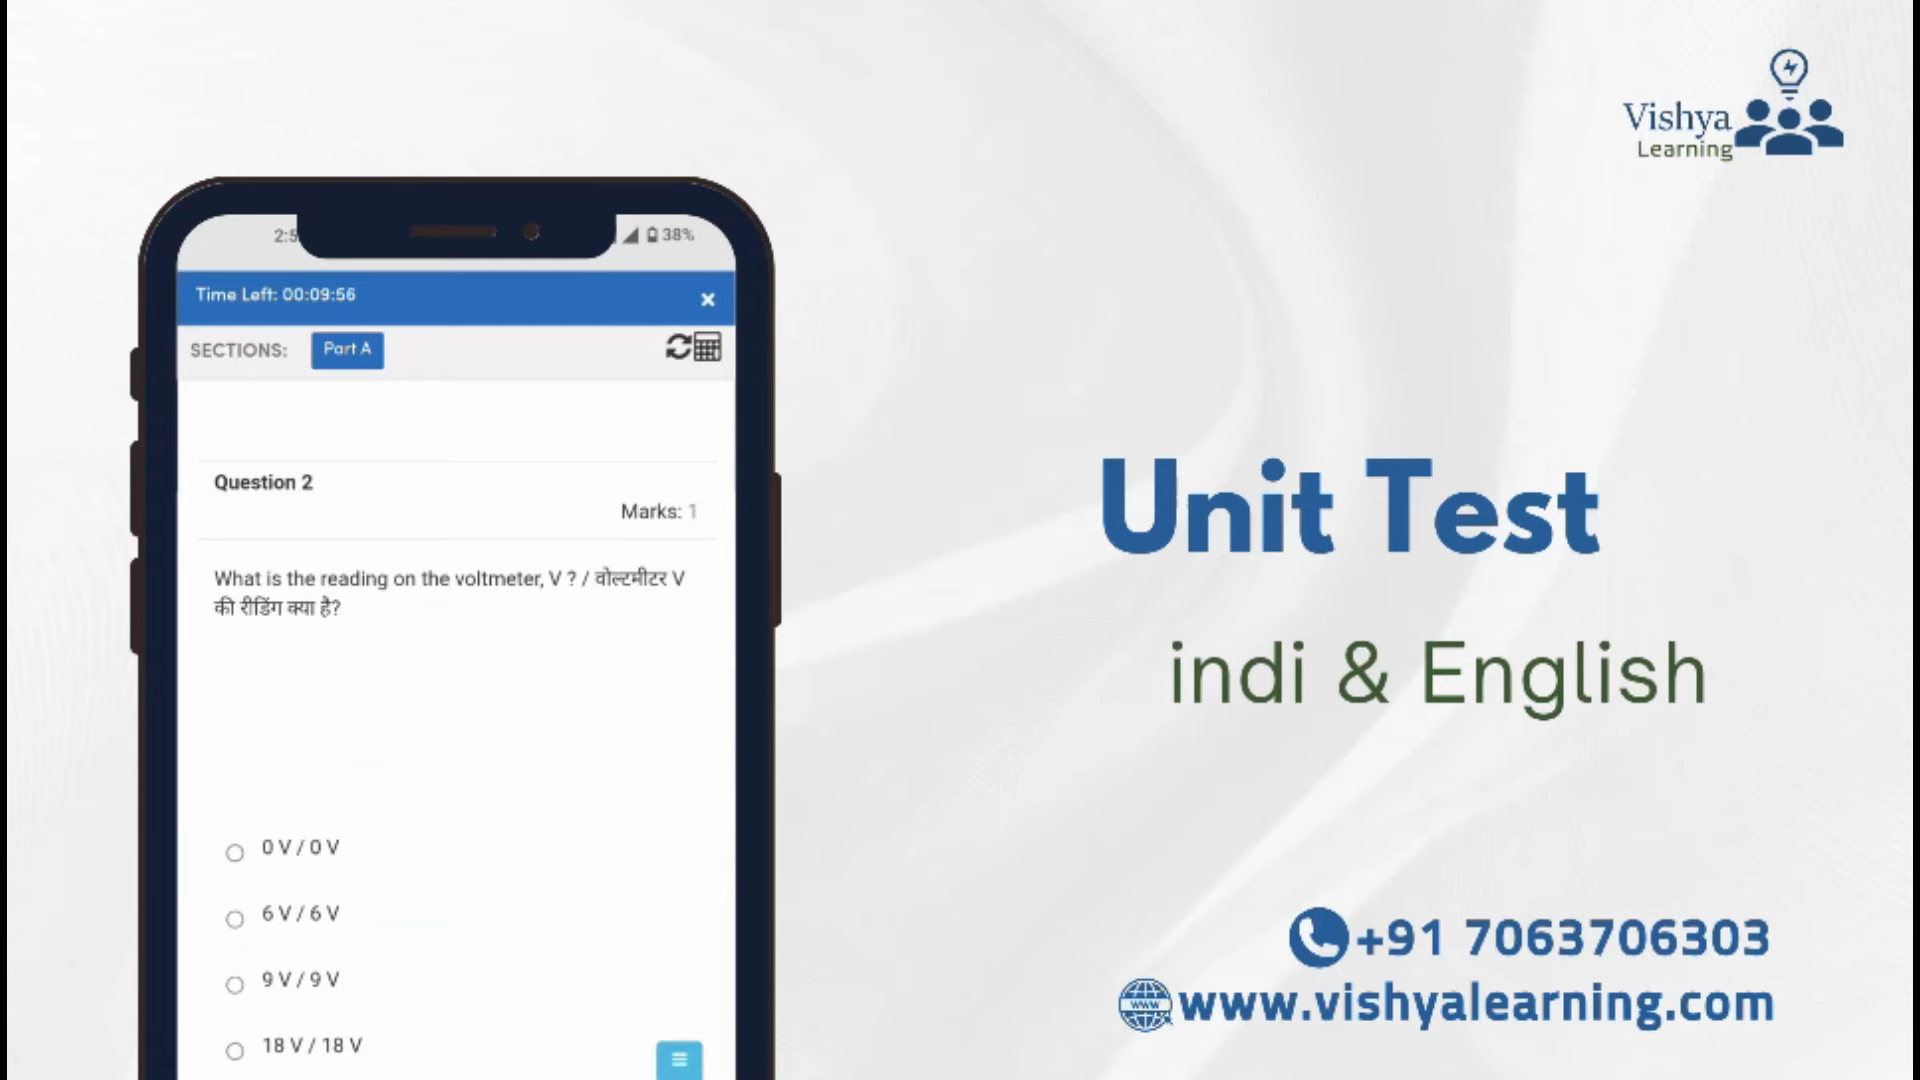 Vishya
Learning
38%
Time Left: 00:09:56
SECTIONS:
Part A
Question 2
Marks: 1
What is the reading on the voltmeter, V ? / वोल्टमीटर V
की रीडिंग क्या है?
0 V / 0 V
6 V / 6 V
9 V / 9 V
18 V / 18 V
Unit Test
indi & English
+91 7063706303
www
www.vishyalearning.com